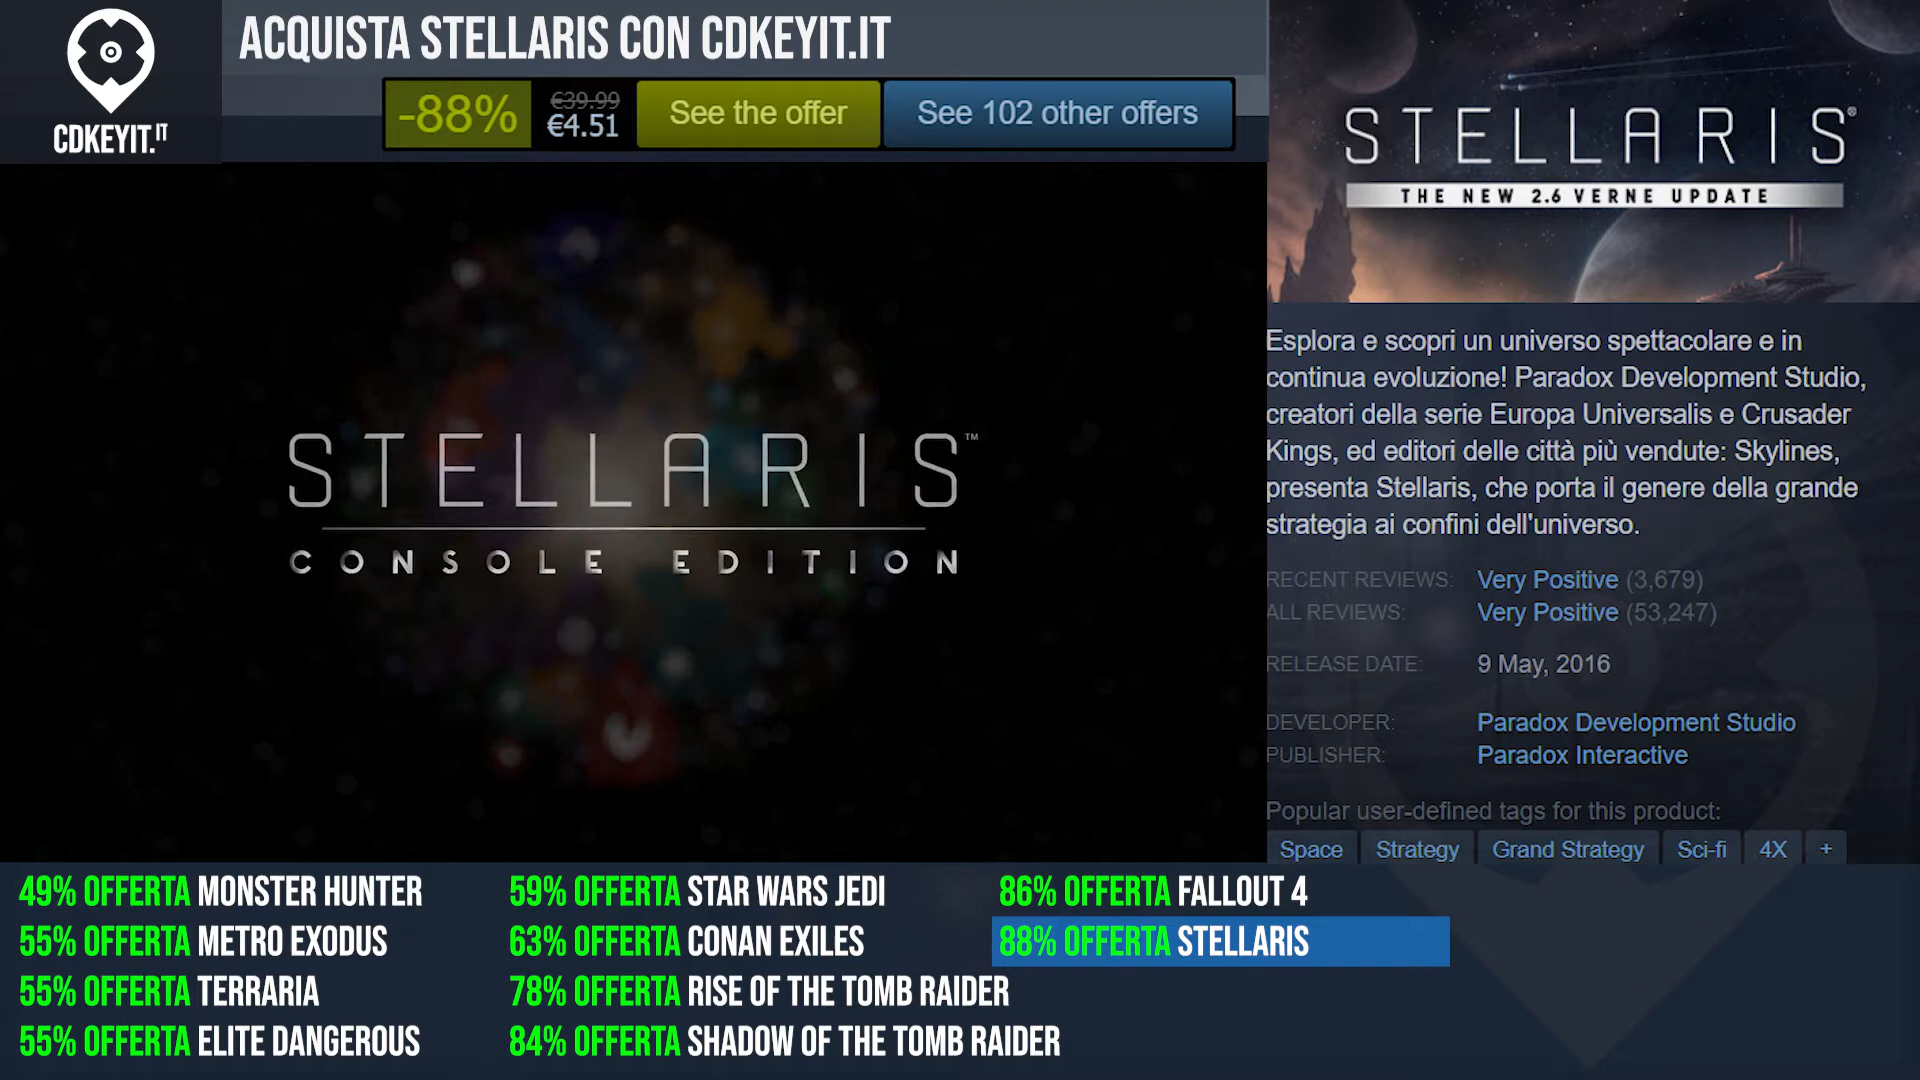 CDKEYIT.IT
ACQUISTA STELLARIS CON CDKEYIT.IT
-88%
€39.99
€4.51
See the offer
See 102 other offers
STELLARIS®
THE NEW 2.6 VERNE UPDATE
STELLARIS™
CONSOLE EDITION
Esplora e scopri un universo spettacolare e in
continua evoluzione! Paradox Development Studio,
creatori della serie Europa Universalis e Crusader
Kings, ed editori delle città più vendute: Skylines,
presenta Stellaris, che porta il genere della grande
strategia ai confini dell'universo.
RECENT REVIEWS: Very Positive (3,679)
ALL REVIEWS: Very Positive (53,247)
RELEASE DATE: 9 May, 2016
DEVELOPER: Paradox Development Studio
PUBLISHER: Paradox Interactive
Popular user-defined tags for this product:
Space Strategy Grand Strategy Sci-fi 4X +
49% OFFERTA MONSTER HUNTER
55% OFFERTA METRO EXODUS
55% OFFERTA TERRARIA
55% OFFERTA ELITE DANGEROUS
59% OFFERTA STAR WARS JEDI
63% OFFERTA CONAN EXILES
78% OFFERTA RISE OF THE TOMB RAIDER
84% OFFERTA SHADOW OF THE TOMB RAIDER
86% OFFERTA FALLOUT 4
88% OFFERTA STELLARIS